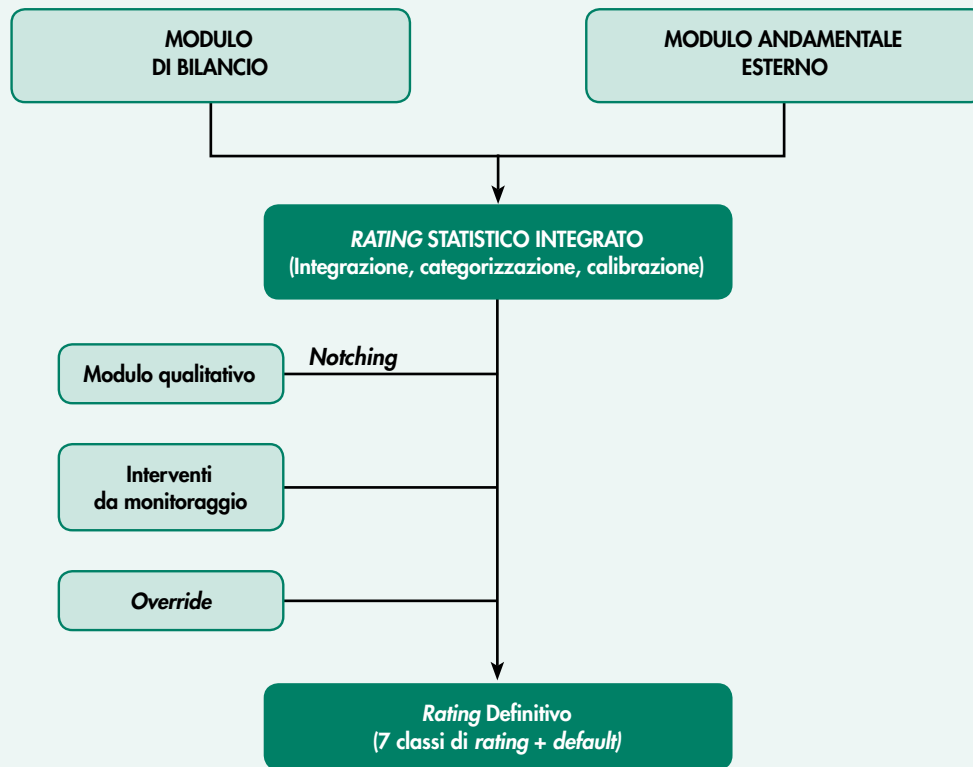 MODULO
DI BILANCIO
MODULO ANDAMENTALE
ESTERNO
RATING STATISTICO INTEGRATO
(Integrazione, categorizzazione, calibrazione)
Notching
Modulo qualitativo
Interventi
da monitoraggio
Override
Rating Definitivo
(7 classi di rating + default)